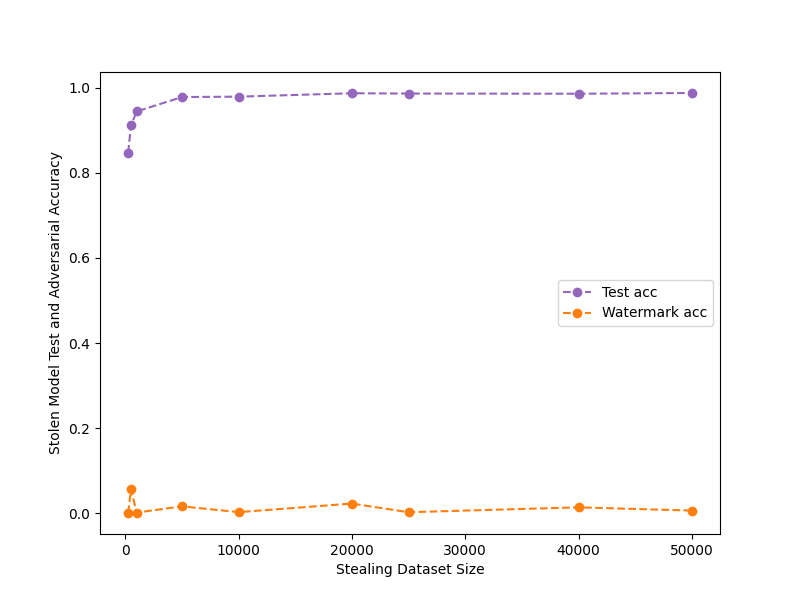 1.0
0.8
0.6
0.4
0.2
0.0
Stolen Model Test and Adversarial Accuracy
Test acc
Watermark acc
0 10000 20000 30000 40000 50000
Stealing Dataset Size